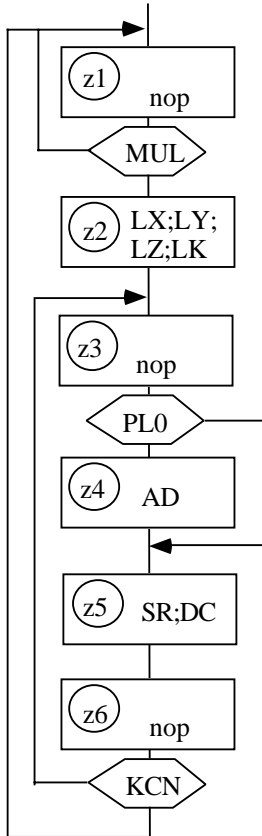 z1
nop
MUL
z2 LX;LY;
LZ;LK
z3
nop
PL0
z4 AD
z5 SR;DC
z6
nop
KCN